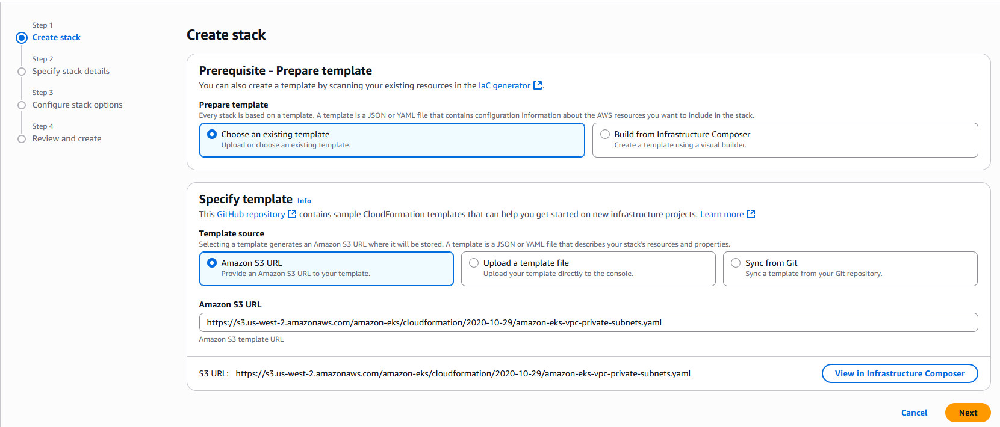 Step 1
Create stack
Step 2
Specify stack details
Step 3
Configure stack options
Step 4
Review and create
Create stack
Prerequisite - Prepare template
You can also create a template by scanning your existing resources in the IaC generator.
Prepare template
Every stack is based on a template. A template is a JSON or YAML file that contains configuration information about the AWS resources you want to include in the stack.
Choose an existing template
Upload or choose an existing template.
Build from Infrastructure Composer
Create a template using a visual builder.
Specify template Info
This GitHub repository contains sample CloudFormation templates that can help you get started on new infrastructure projects. Learn more
Template source
Selecting a template generates an Amazon S3 URL where it will be stored. A template is a JSON or YAML file that describes your stack's resources and properties.
Amazon S3 URL
Provide an Amazon S3 URL to your template.
Upload a template file
Upload your template directly to the console.
Sync from Git
Sync a template from your Git repository.
Amazon S3 URL
https://s3.us-west-2.amazonaws.com/amazon-eks/cloudformation/2020-10-29/amazon-eks-vpc-private-subnets.yaml
Amazon S3 template URL
S3 URL: https://s3.us-west-2.amazonaws.com/amazon-eks/cloudformation/2020-10-29/amazon-eks-vpc-private-subnets.yaml
View in Infrastructure Composer
Cancel
Next